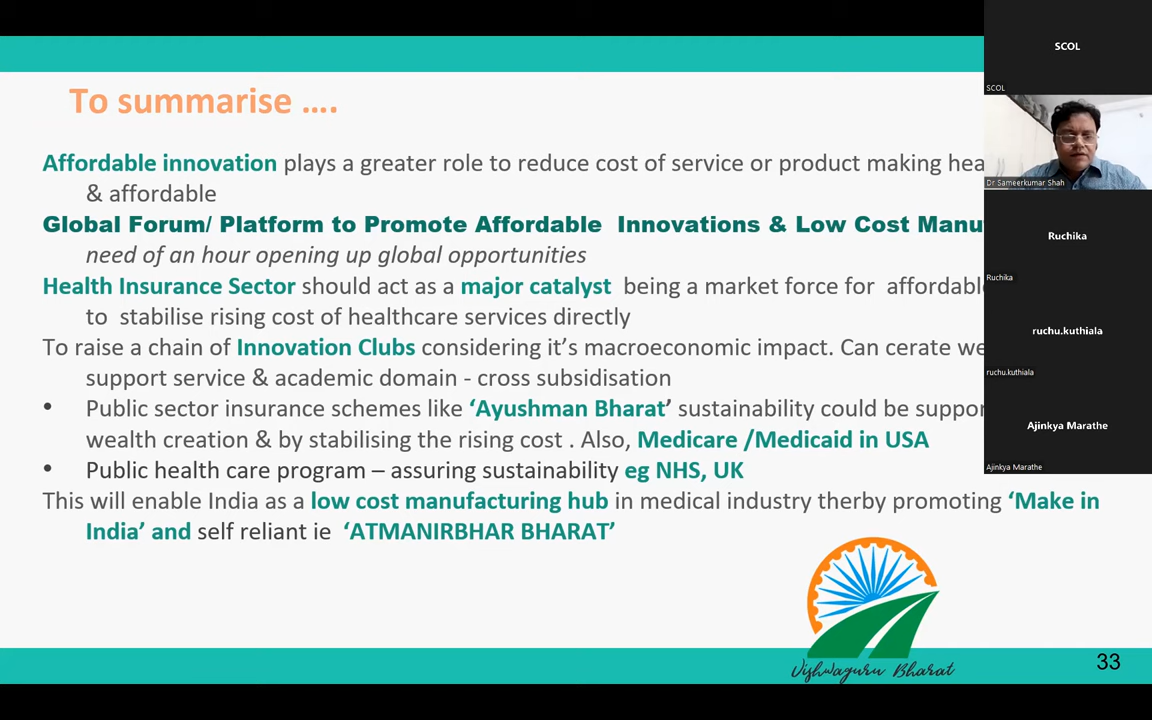 To summarise ....
Affordable innovation plays a greater role to reduce cost of service or product making
& affordable
Global Forum/ Platform to Promote Affordable Innovations & Low Cost
need of an hour opening up global opportunities
Health Insurance Sector should act as a major catalyst being a market force for
to stabilise rising cost of healthcare services directly
To raise a chain of Innovation Clubs considering it's macroeconomic impact. Can cerate
support service & academic domain - cross subsidisation
• Public sector insurance schemes like ‘Ayushman Bharat’ sustainability could be
wealth creation & by stabilising the rising cost . Also, Medicare /Medicaid in USA
• Public health care program – assuring sustainability eg NHS, UK
This will enable India as a low cost manufacturing hub in medical industry therby promoting ‘Make in
India’ and self reliant ie ‘ATMANIRBHAR BHARAT’
Vishwaguru Bharat
33
SCOL
SCOL
Dr Sameerkumar Shah
Ruchika
Ruchika
ruchu.kuthiala
ruchu.kuthiala
Ajinkya Marathe
Ajinkya Marathe